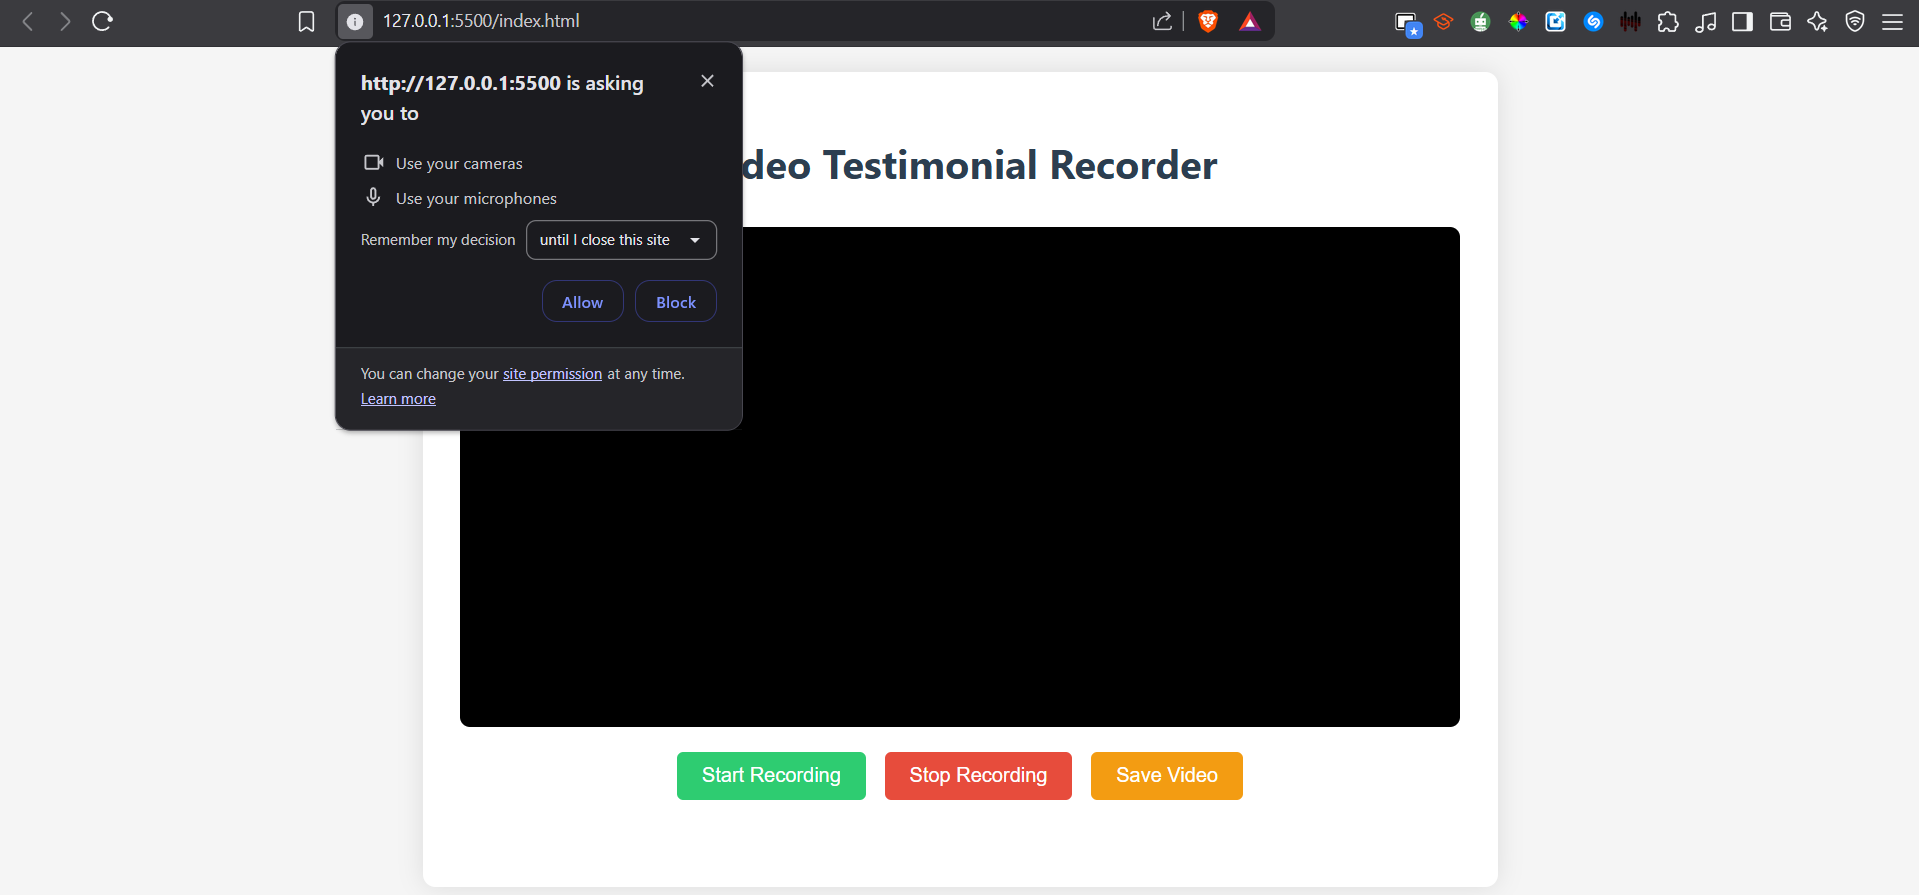 127.0.0.1:5500/index.html
http://127.0.0.1:5500 is asking
you to
Use your cameras
Use your microphones
Remember my decision until I close this site
Allow Block
You can change your site permission at any time.
Learn more
deo Testimonial Recorder
Start Recording Stop Recording Save Video